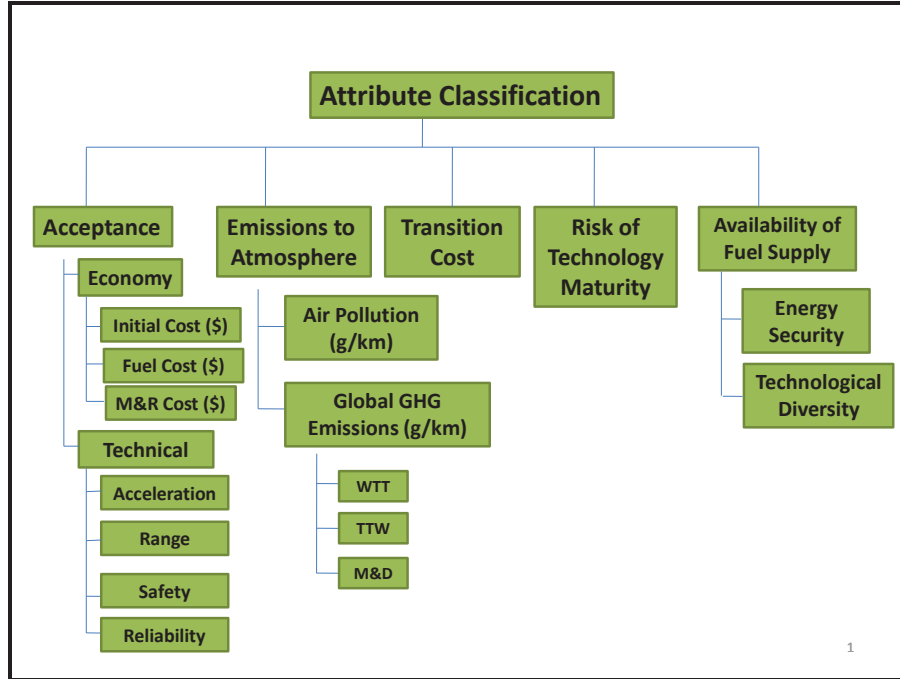 Attribute Classification
Acceptance
Economy
Initial Cost ($)
Fuel Cost ($)
M&R Cost ($)
Technical
Acceleration
Range
Safety
Reliability
Emissions to
Atmosphere
Air Pollution
(g/km)
Global GHG
Emissions (g/km)
WTT
TTW
M&D
Transition
Cost
Risk of
Technology
Maturity
Availability of
Fuel Supply
Energy
Security
Technological
Diversity
1